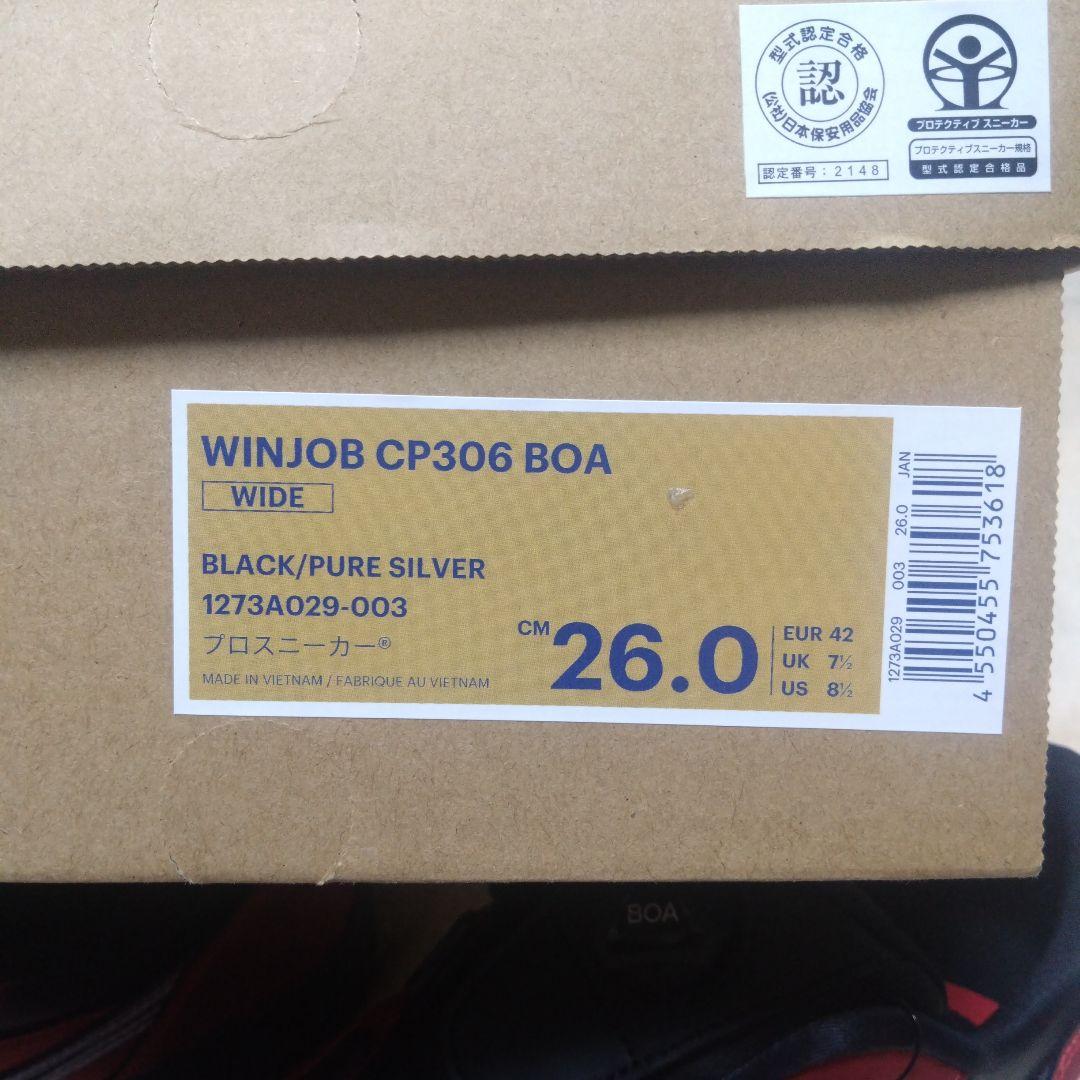 型式認定合格
認
(公社)日本保安用品協会
認定番号:2148
プロテクティブ スニーカー
プロテクティブスニーカー規格
型式認定合格品
WINJOB CP306 BOA
WIDE
BLACK/PURE SILVER
1273A029-003
プロスニーカー®
MADE IN VIETNAM / FABRIQUE AU VIETNAM
CM 26.0
EUR 42
UK 7½
US 8½
1273A029 003 26.0 JAN
4 550455 753618
BOA